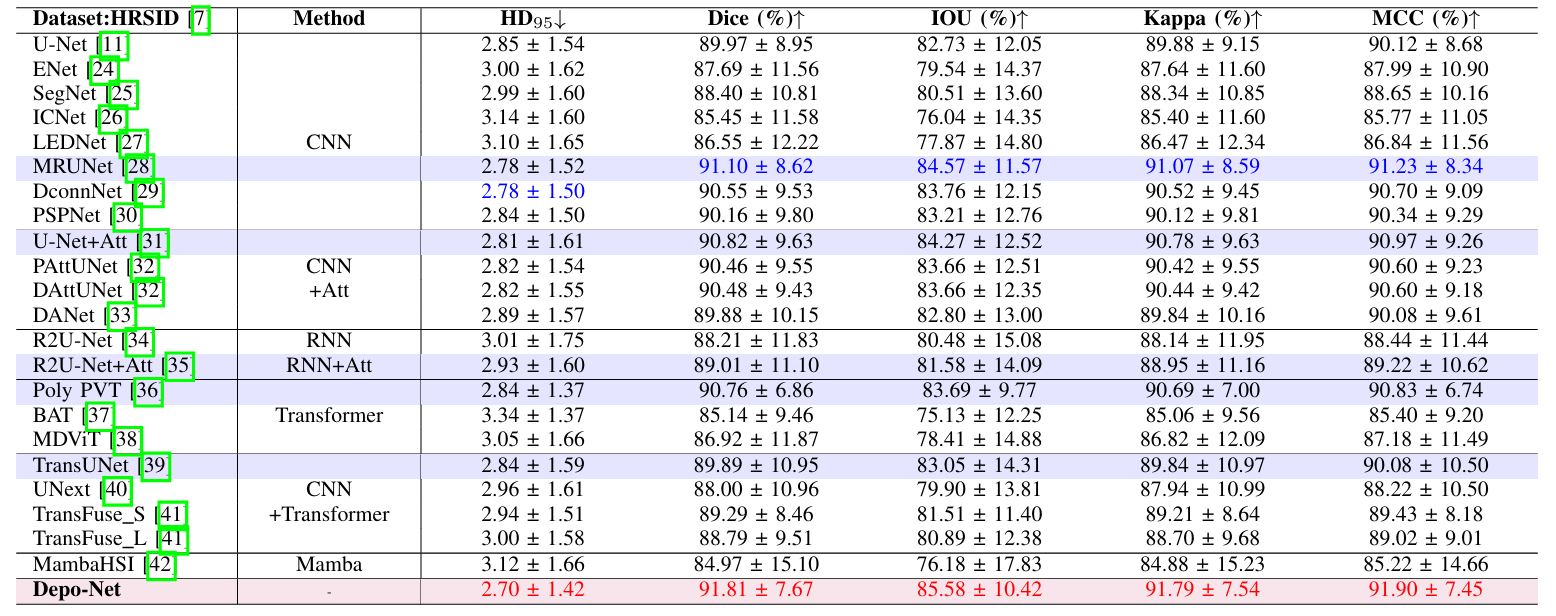 Dataset:HRSID [7] Method HD95↓ Dice (%)↑ IOU (%)↑ Kappa (%)↑ MCC (%)↑
U-Net [11] 2.85 ± 1.54 89.97 ± 8.95 82.73 ± 12.05 89.88 ± 9.15 90.12 ± 8.68
ENet [24] 3.00 ± 1.62 87.69 ± 11.56 79.54 ± 14.37 87.64 ± 11.60 87.99 ± 10.90
SegNet [25] 2.99 ± 1.60 88.40 ± 10.81 80.51 ± 13.60 88.34 ± 10.85 88.65 ± 10.16
ICNet [26] 3.14 ± 1.60 85.45 ± 11.58 76.04 ± 14.35 85.40 ± 11.60 85.77 ± 11.05
LEDNet [27] CNN 3.10 ± 1.65 86.55 ± 12.22 77.87 ± 14.80 86.47 ± 12.34 86.84 ± 11.56
MRUNet [28] 2.78 ± 1.52 91.10 ± 8.62 84.57 ± 11.57 91.07 ± 8.59 91.23 ± 8.34
DconnNet [29] 2.78 ± 1.50 90.55 ± 9.53 83.76 ± 12.15 90.52 ± 9.45 90.70 ± 9.09
PSPNet [30] 2.84 ± 1.50 90.16 ± 9.80 83.21 ± 12.76 90.12 ± 9.81 90.34 ± 9.29
U-Net+Att [31] 2.81 ± 1.61 90.82 ± 9.63 84.27 ± 12.52 90.78 ± 9.63 90.97 ± 9.26
PAttUNet [32] CNN 2.82 ± 1.54 90.46 ± 9.55 83.66 ± 12.51 90.42 ± 9.55 90.60 ± 9.23
DAttUNet [32] +Att 2.82 ± 1.55 90.48 ± 9.43 83.66 ± 12.35 90.44 ± 9.42 90.60 ± 9.18
DANet [33] 2.89 ± 1.57 89.88 ± 10.15 82.80 ± 13.00 89.84 ± 10.16 90.08 ± 9.61
R2U-Net [34] RNN 3.01 ± 1.75 88.21 ± 11.83 80.48 ± 15.08 88.14 ± 11.95 88.44 ± 11.44
R2U-Net+Att [35] RNN+Att 2.93 ± 1.60 89.01 ± 11.10 81.58 ± 14.09 88.95 ± 11.16 89.22 ± 10.62
Poly PVT [36] 2.84 ± 1.37 90.76 ± 6.86 83.69 ± 9.77 90.69 ± 7.00 90.83 ± 6.74
BAT [37] Transformer 3.34 ± 1.37 85.14 ± 9.46 75.13 ± 12.25 85.06 ± 9.56 85.40 ± 9.20
MDViT [38] 3.05 ± 1.66 86.92 ± 11.87 78.41 ± 14.88 86.82 ± 12.09 87.18 ± 11.49
TransUNet [39] 2.84 ± 1.59 89.89 ± 10.95 83.05 ± 14.31 89.84 ± 10.97 90.08 ± 10.50
UNext [40] CNN 2.96 ± 1.61 88.00 ± 10.96 79.90 ± 13.81 87.94 ± 10.99 88.22 ± 10.50
TransFuse_S [41] +Transformer 2.94 ± 1.51 89.29 ± 8.46 81.51 ± 11.40 89.21 ± 8.64 89.43 ± 8.18
TransFuse_L [41] 3.00 ± 1.58 88.79 ± 9.51 80.89 ± 12.38 88.70 ± 9.68 89.02 ± 9.01
MambaHSI [42] Mamba 3.12 ± 1.66 84.97 ± 15.10 76.18 ± 17.83 84.88 ± 15.23 85.22 ± 14.66
Depo-Net - 2.70 ± 1.42 91.81 ± 7.67 85.58 ± 10.42 91.79 ± 7.54 91.90 ± 7.45